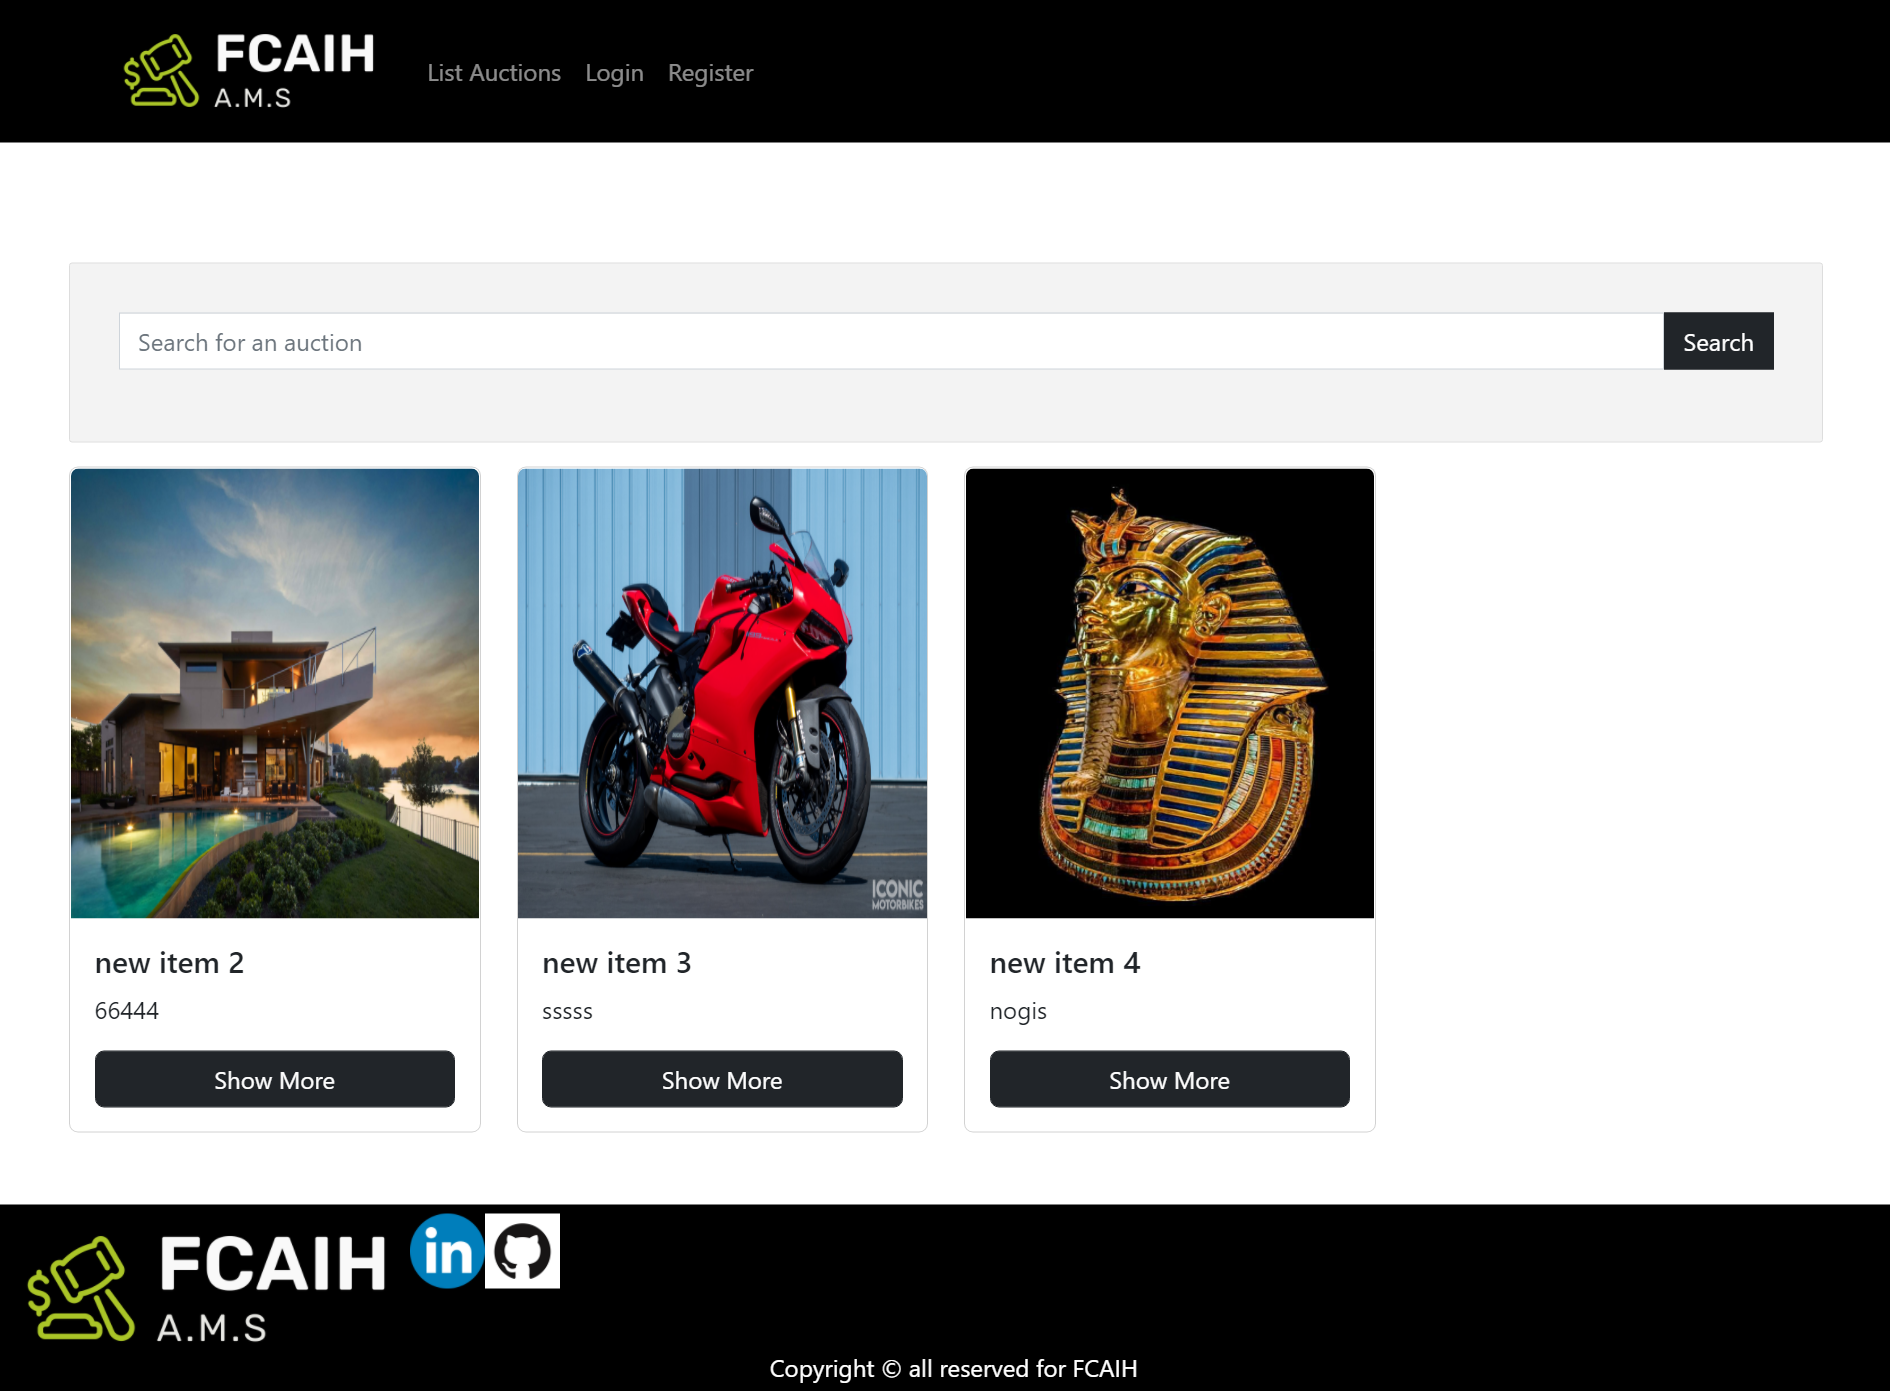 FCAIH
A.M.S
List Auctions Login Register
Search for an auction Search
ICONIC
MOTORBIKES
new item 2
66444
Show More
new item 3
sssss
Show More
new item 4
nogis
Show More
FCAIH
A.M.S
in
Copyright © all reserved for FCAIH